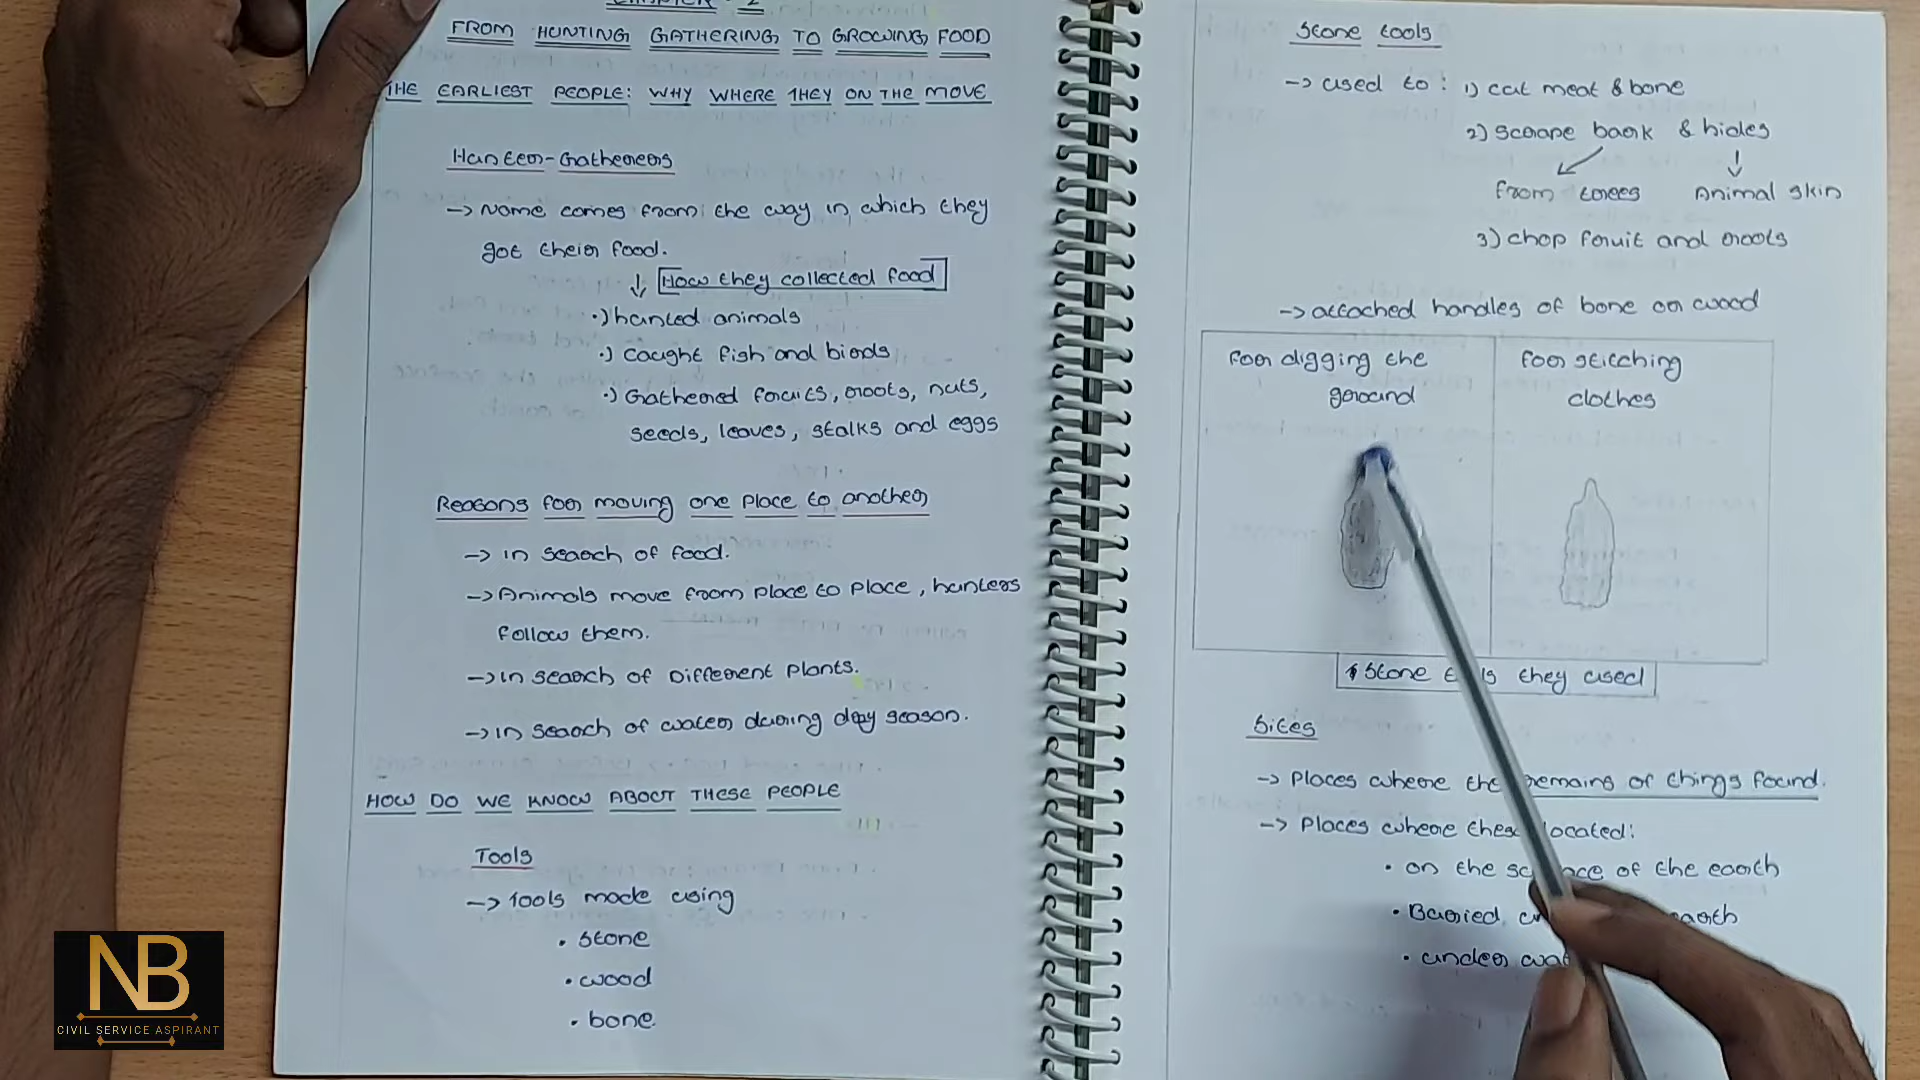 CHAPTER - 2
FROM HUNTING GATHERING TO GROWING FOOD
THE EARLIEST PEOPLE: WHY WHERE THEY ON THE MOVE
Hunter-Gatherers
-> Name comes from the way in which they
got their food.
How they collected food
·) hunted animals
·) caught fish and birds
·) Gathered fruits, roots, nuts,
seeds, leaves, stalks and eggs
Reasons for moving one place to another
-> in search of food.
-> Animals move from place to place, hunters
follow them.
-> in search of Different plants.
-> in search of water during dry season.
HOW DO WE KNOW ABOUT THESE PEOPLE
Tools
-> Tools made using
· stone
· wood
· bone.
Stone tools
-> used to : 1) cut meat & bone
2) scrape bark & hides
from trees Animal skin
3) chop fruit and roots
-> attached handles of bone or wood
for digging the
ground
for stitching
clothes
stone they used
Sites
-> Places where the remains of things found.
-> Places where located:
· on the of the earth
· Buried
· under
NB
CIVIL SERVICE ASPIRANT